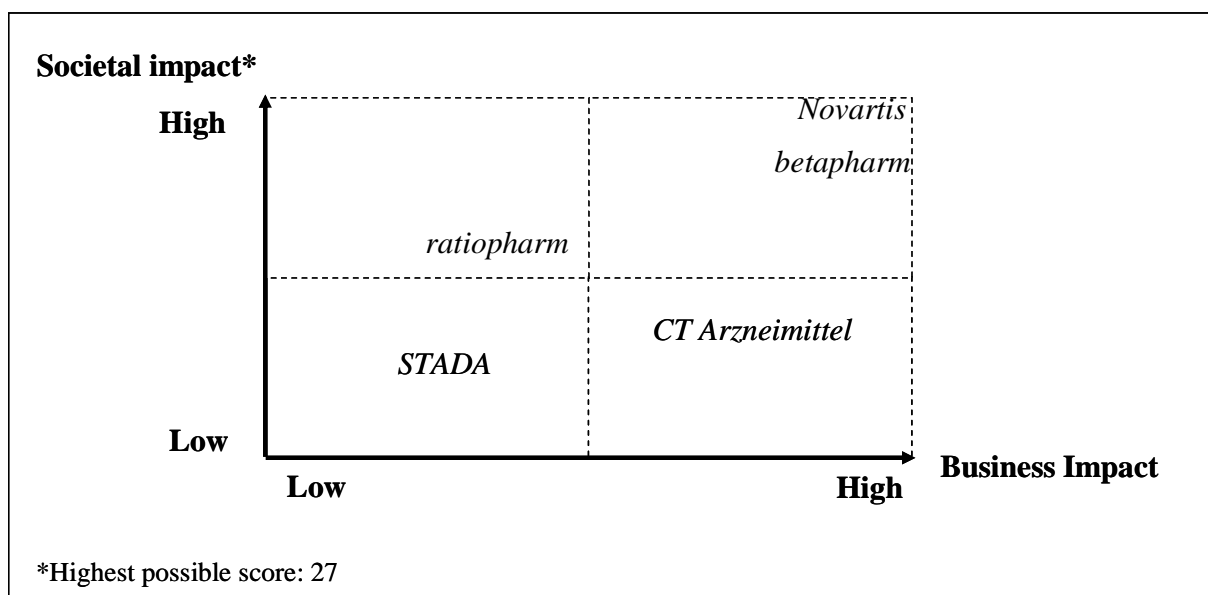 Societal impact*
High
Novartis
betapharm
ratiopharm
CT Arzneimittel
STADA
Low
Business Impact
Low
High
*Highest possible score: 27